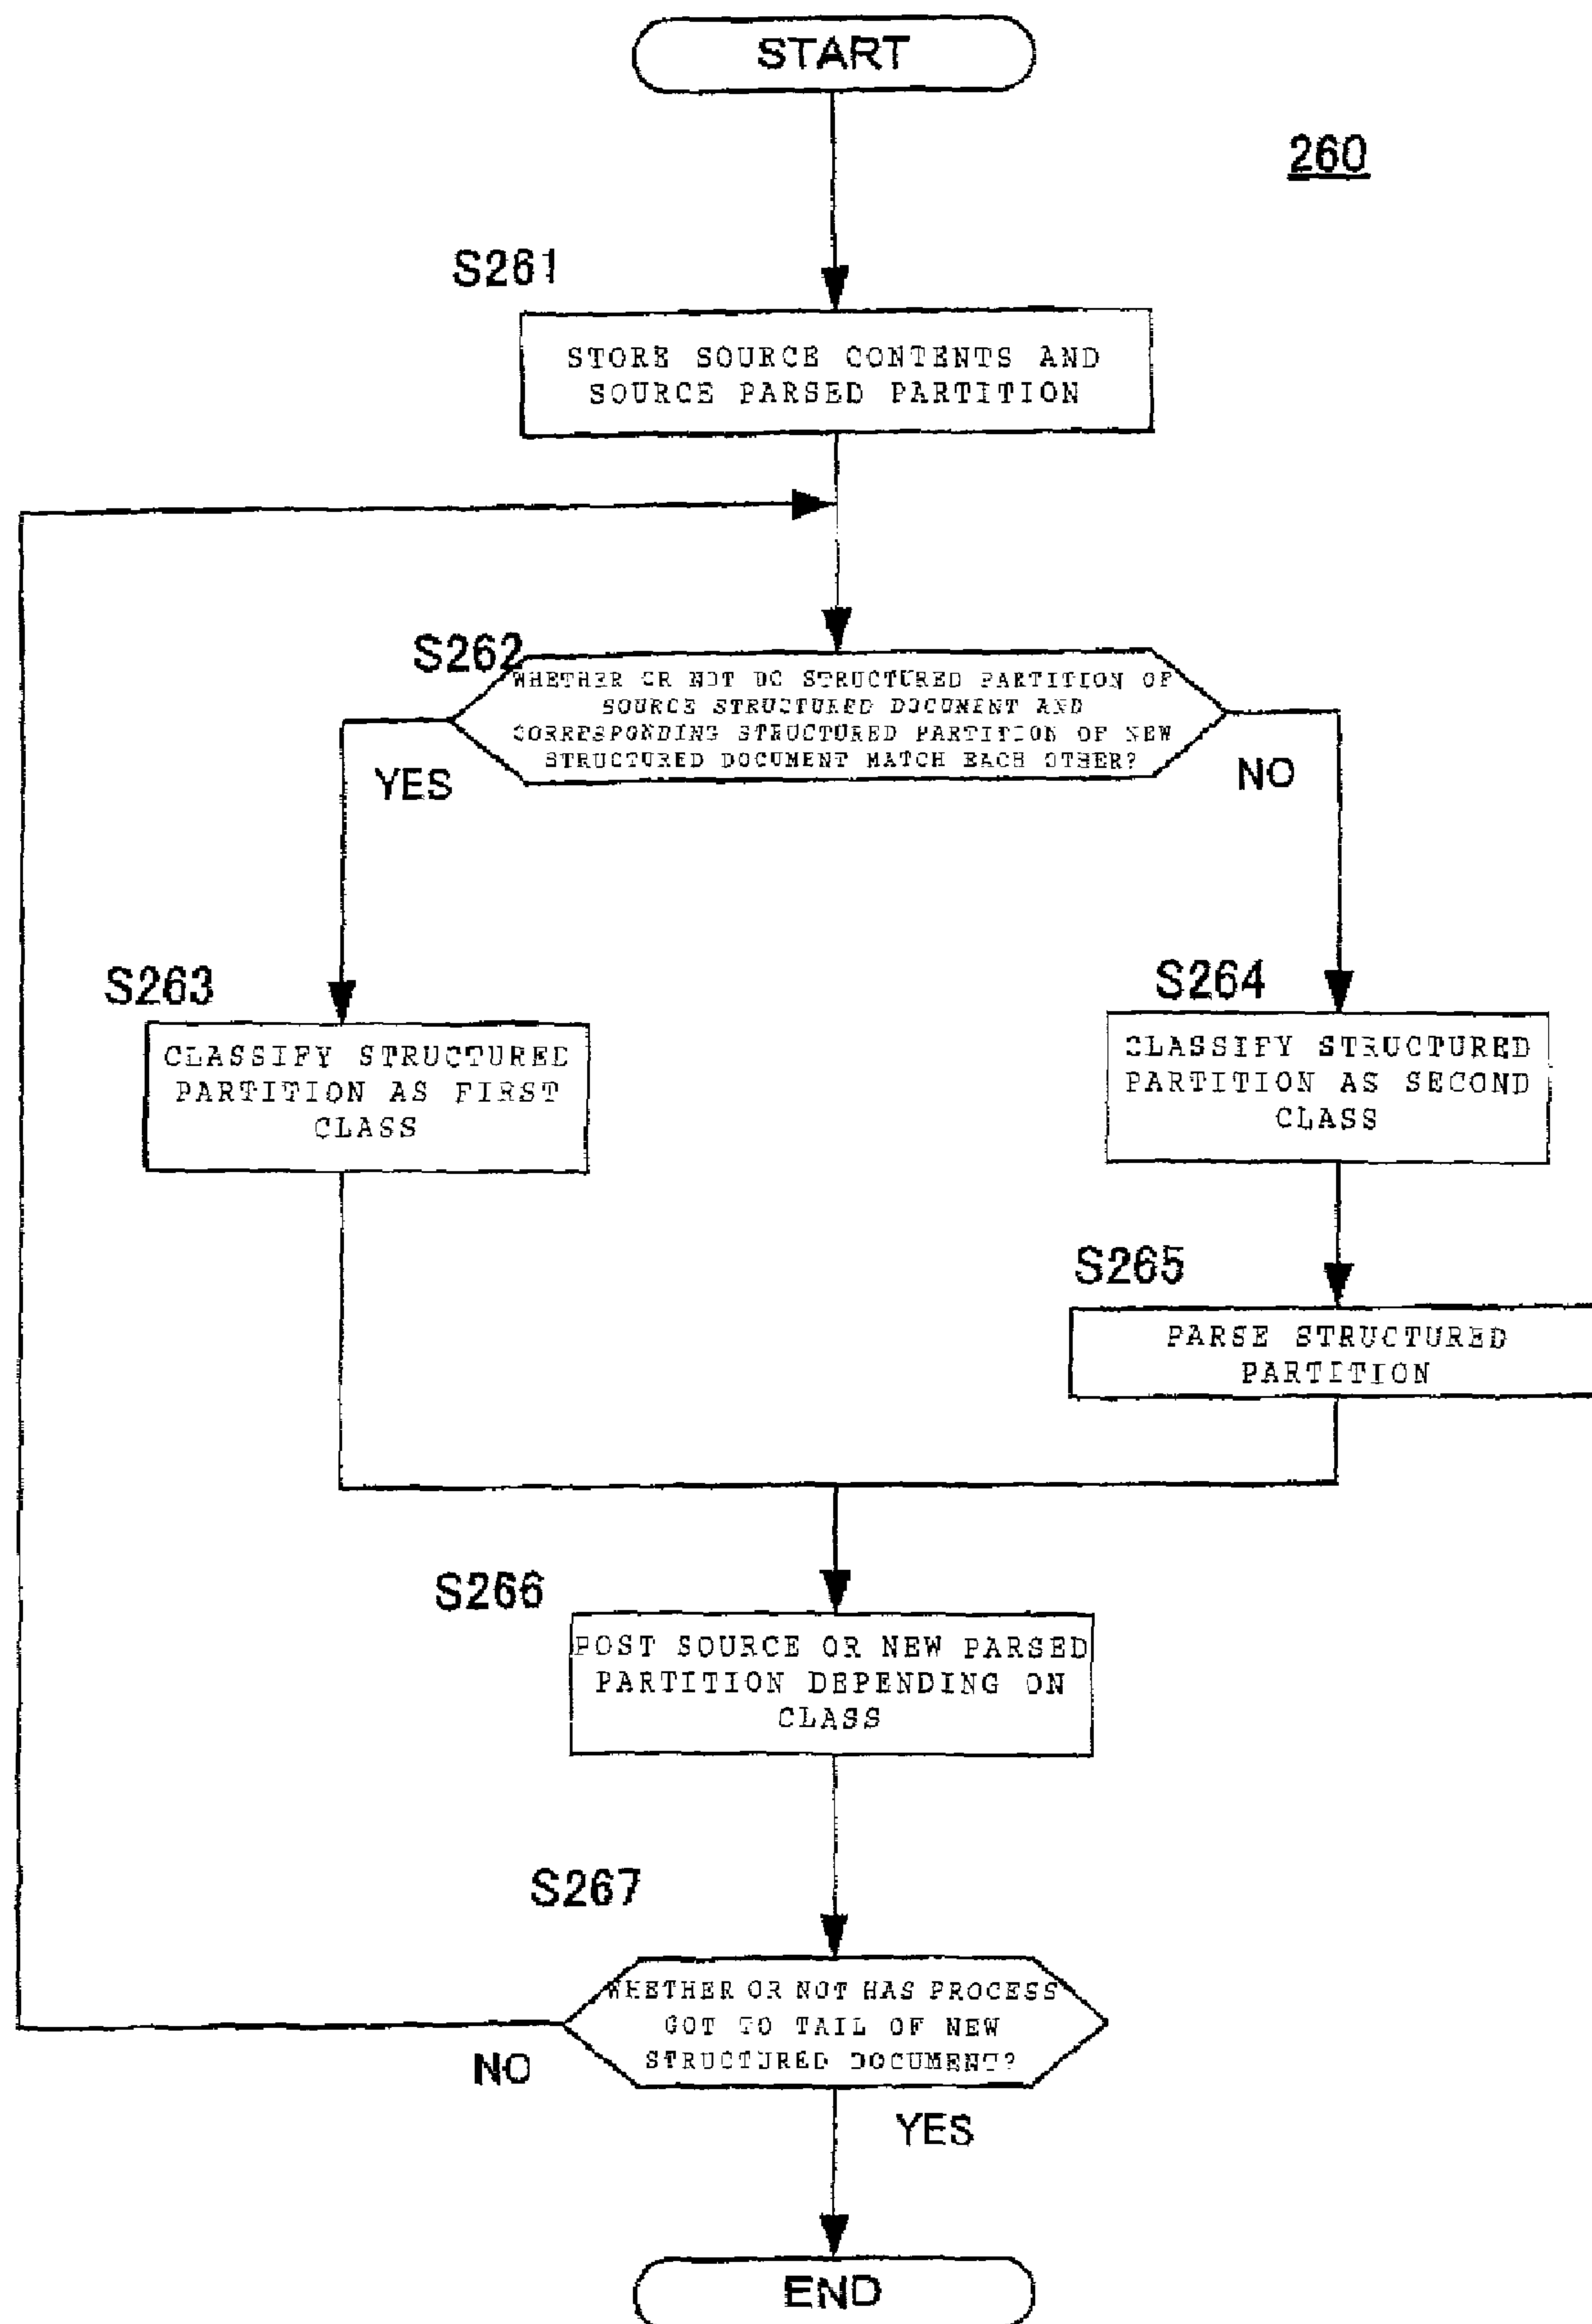 START
260
S261
STORE SOURCE CONTENTS AND
SOURCE PARSED PARTITION
S262
WHETHER OR NOT DO STRUCTURED PARTITION OF
SOURCE STRUCTURED DOCUMENT AND
CORRESPONDING STRUCTURED PARTITION OF NEW
STRUCTURED DOCUMENT MATCH EACH OTHER?
YES
NO
S263
CLASSIFY STRUCTURED
PARTITION AS FIRST
CLASS
S264
CLASSIFY STRUCTURED
PARTITION AS SECOND
CLASS
S265
PARSE STRUCTURED
PARTITION
S266
POST SOURCE OR NEW PARSED
PARTITION DEPENDING ON
CLASS
S267
WHETHER OR NOT HAS PROCESS
GOT TO TAIL OF NEW
STRUCTURED DOCUMENT?
NO
YES
END